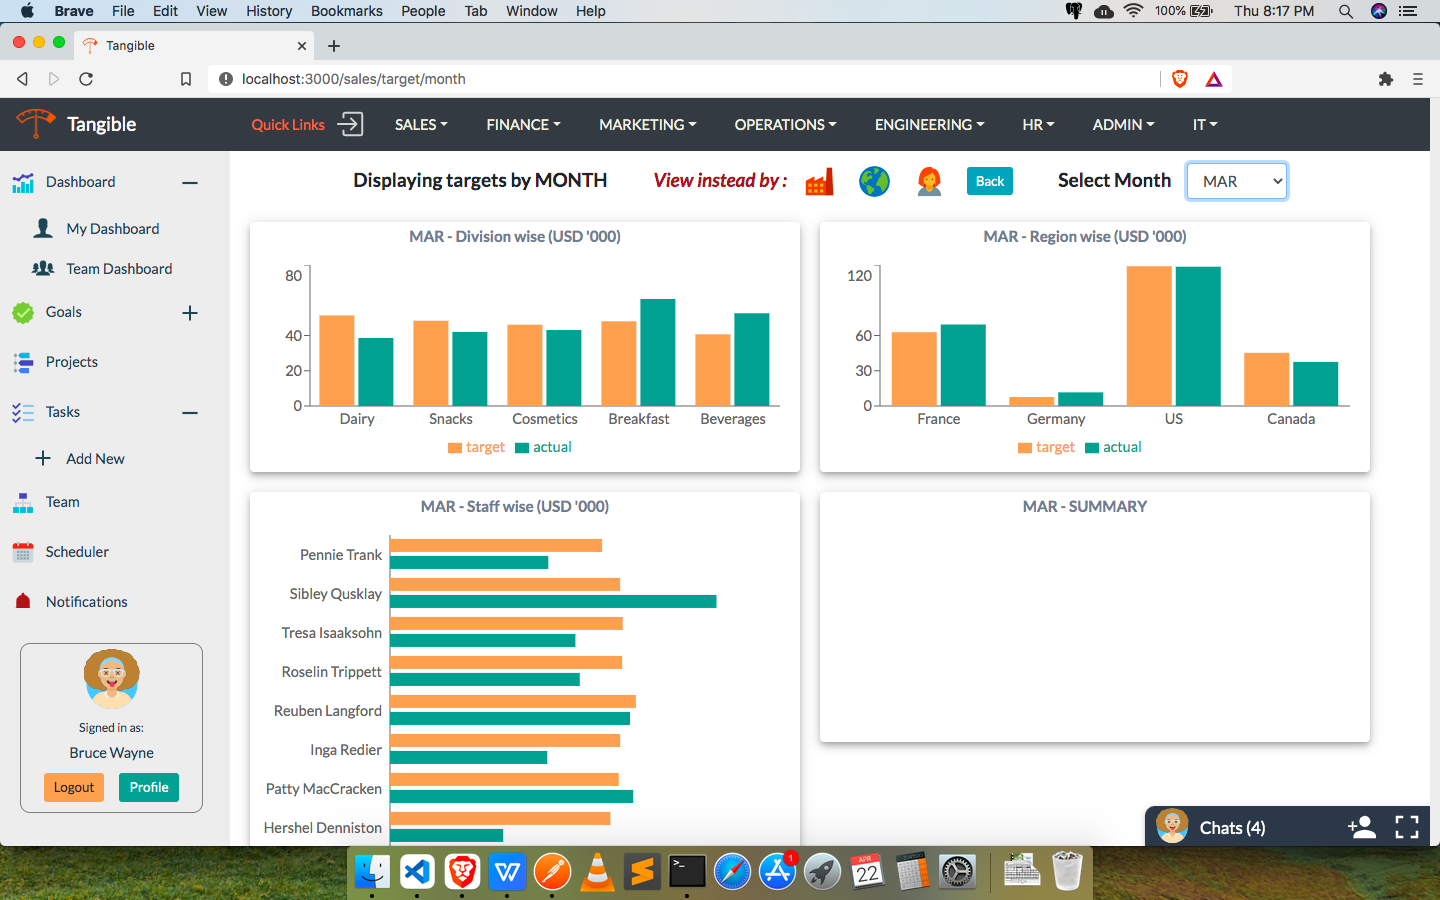 Brave File Edit View History Bookmarks People Tab Window Help 100% Thu 8:17 PM
Tangible
localhost:3000/sales/target/month
Tangible Quick Links SALES FINANCE MARKETING OPERATIONS ENGINEERING HR ADMIN IT
Dashboard
My Dashboard
Team Dashboard
Goals
Projects
Tasks
Add New
Team
Scheduler
Notifications
Signed in as:
Bruce Wayne
Logout Profile
Displaying targets by MONTH View instead by : Back Select Month MAR
MAR - Division wise (USD '000)
80
40
20
0
Dairy Snacks Cosmetics Breakfast Beverages
target actual
MAR - Region wise (USD '000)
120
60
30
0
France Germany US Canada
target actual
MAR - Staff wise (USD '000)
Pennie Trank
Sibley Qusklay
Tresa Isaaksohn
Roselin Trippett
Reuben Langford
Inga Redier
Patty MacCracken
Hershel Denniston
MAR - SUMMARY
Chats (4)
1
APR
22